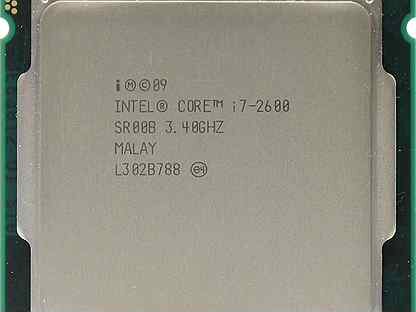 i Ⓜ©09
INTEL® CORE™ i7-2600
SR00B 3.40GHZ
MALAY
L302B788 e4